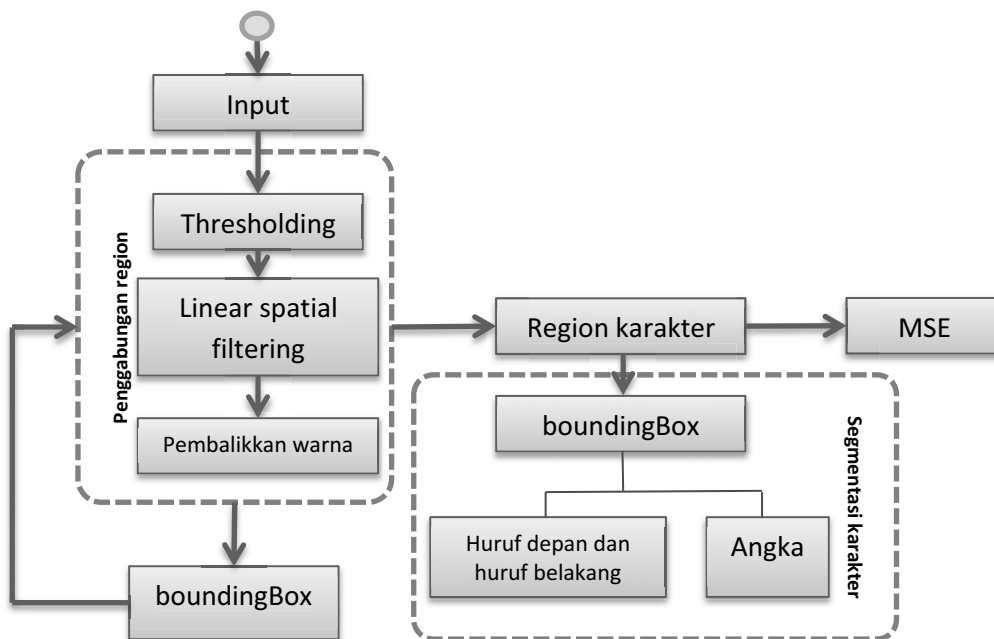 Input
Penggabungan region
Thresholding
Linear spatial
filtering
Pembalikkan warna
boundingBox
Region karakter
MSE
boundingBox
Segmentasi karakter
Huruf depan dan
huruf belakang
Angka